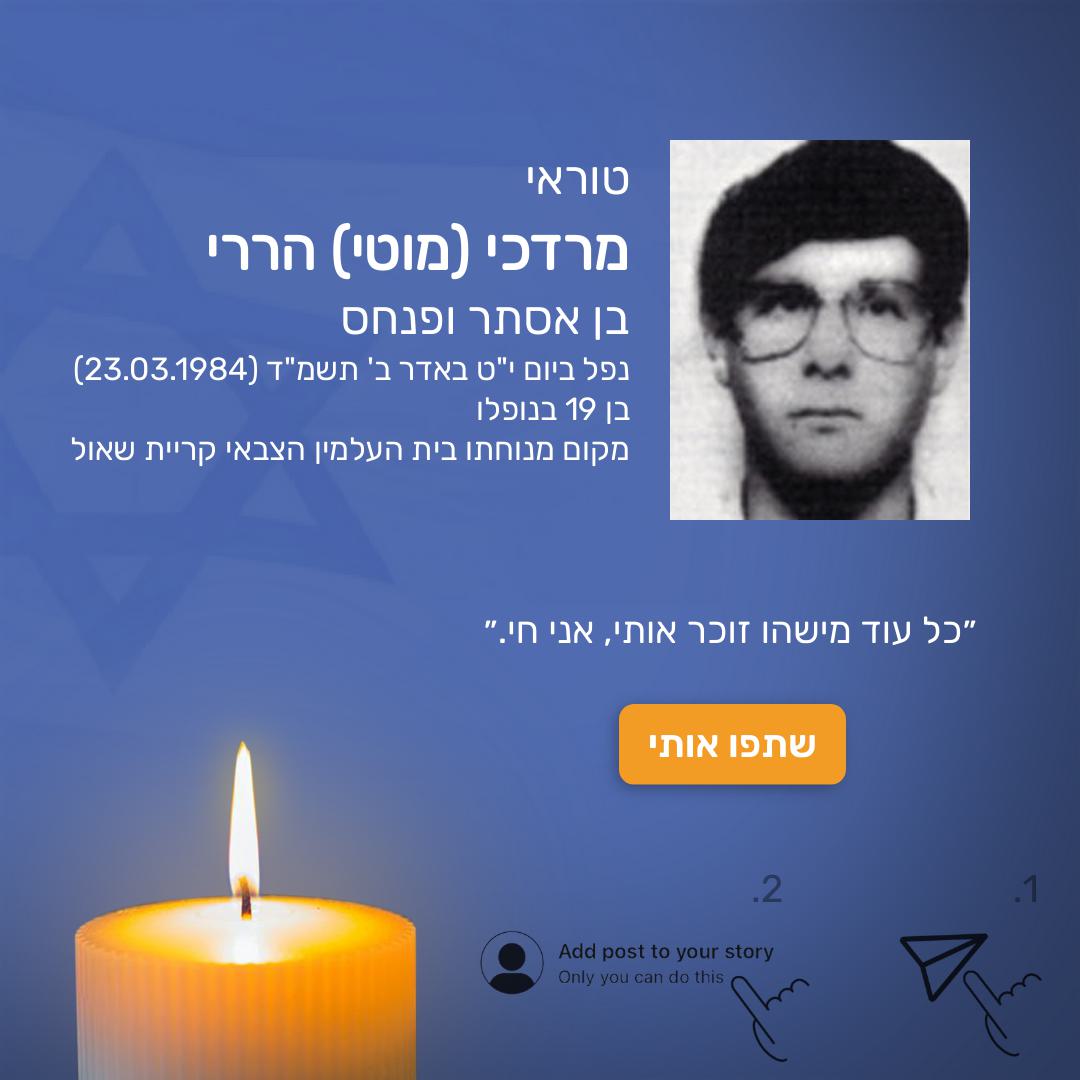 טוראי
מרדכי (מוטי) הררי
בן אסתר ופנחס
נפל ביום י"ט באדר ב' תשמ"ד (23.03.1984)
בן 19 בנופלו
מקום מנוחתו בית העלמין הצבאי קריית שאול
״כל עוד מישהו זוכר אותי, אני חי.״
שתפו אותי
.1
.2
Add post to your story
Only you can do this